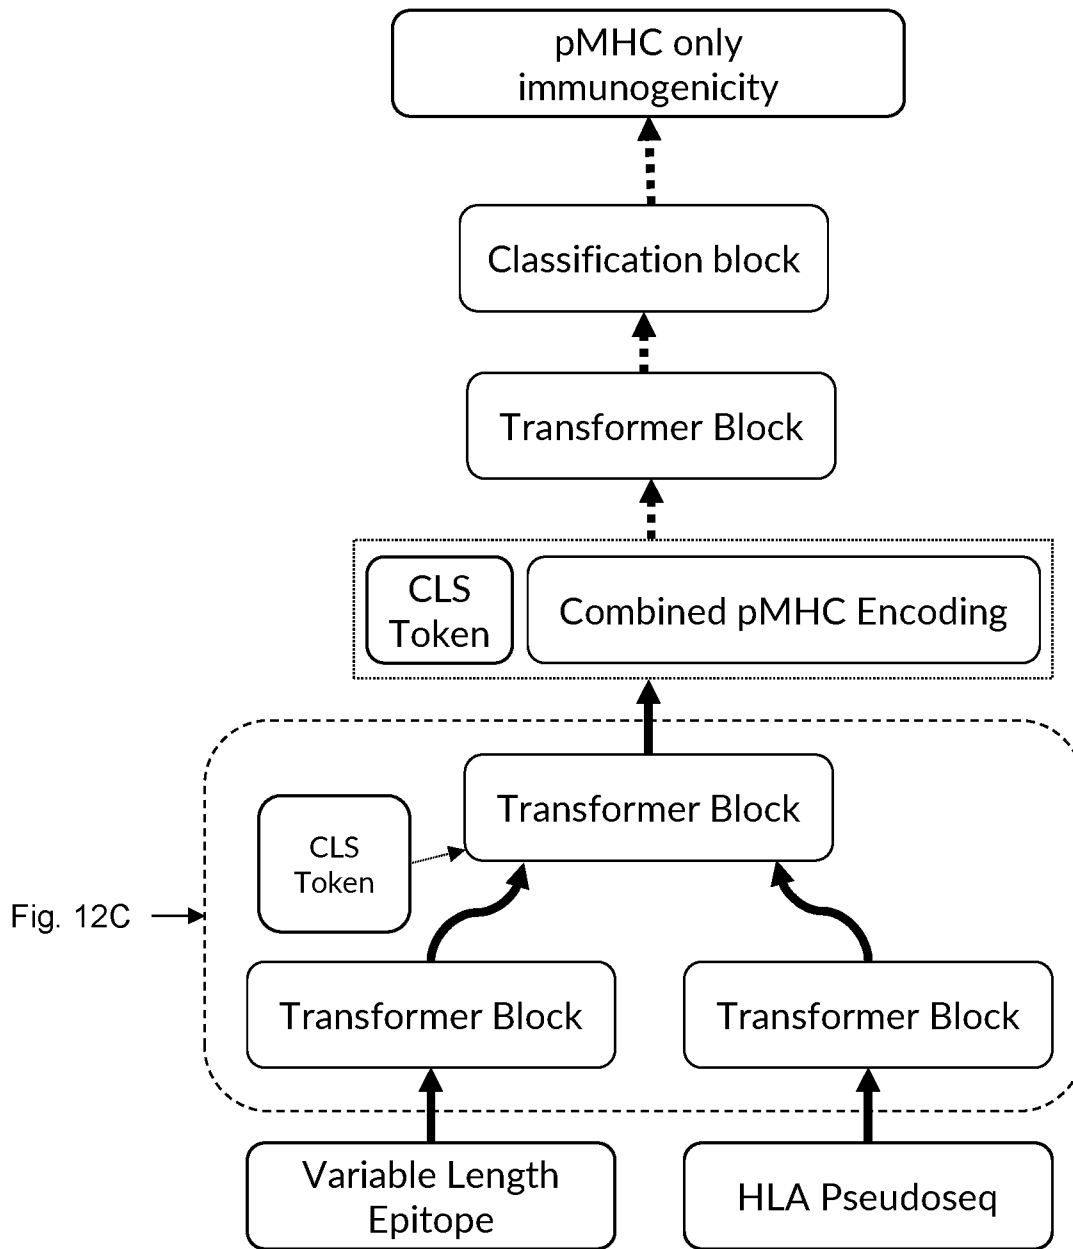 pMHC only
immunogenicity
Classification block
Transformer Block
CLS
Token
Combined pMHC Encoding
Transformer Block
CLS
Token
Fig. 12C
Transformer Block
Transformer Block
Variable Length
Epitope
HLA Pseudoseq